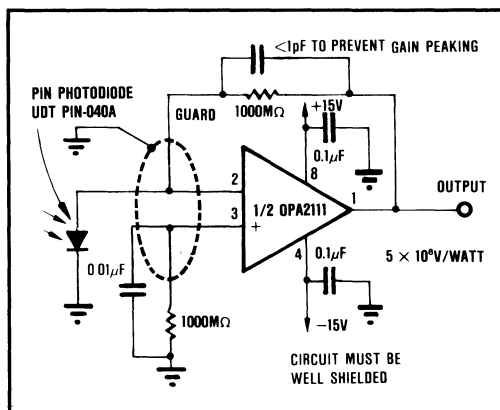 <1pF TO PREVENT GAIN PEAKING
PIN PHOTODIODE
UDT PIN-040A
GUARD
1000MΩ
+15V
0.1µF
8
2
3
+
1/2 OPA2111
1
OUTPUT
4
0.1µF
5 × 10⁸V/WATT
0.01µF
1000MΩ
−15V
CIRCUIT MUST BE
WELL SHIELDED